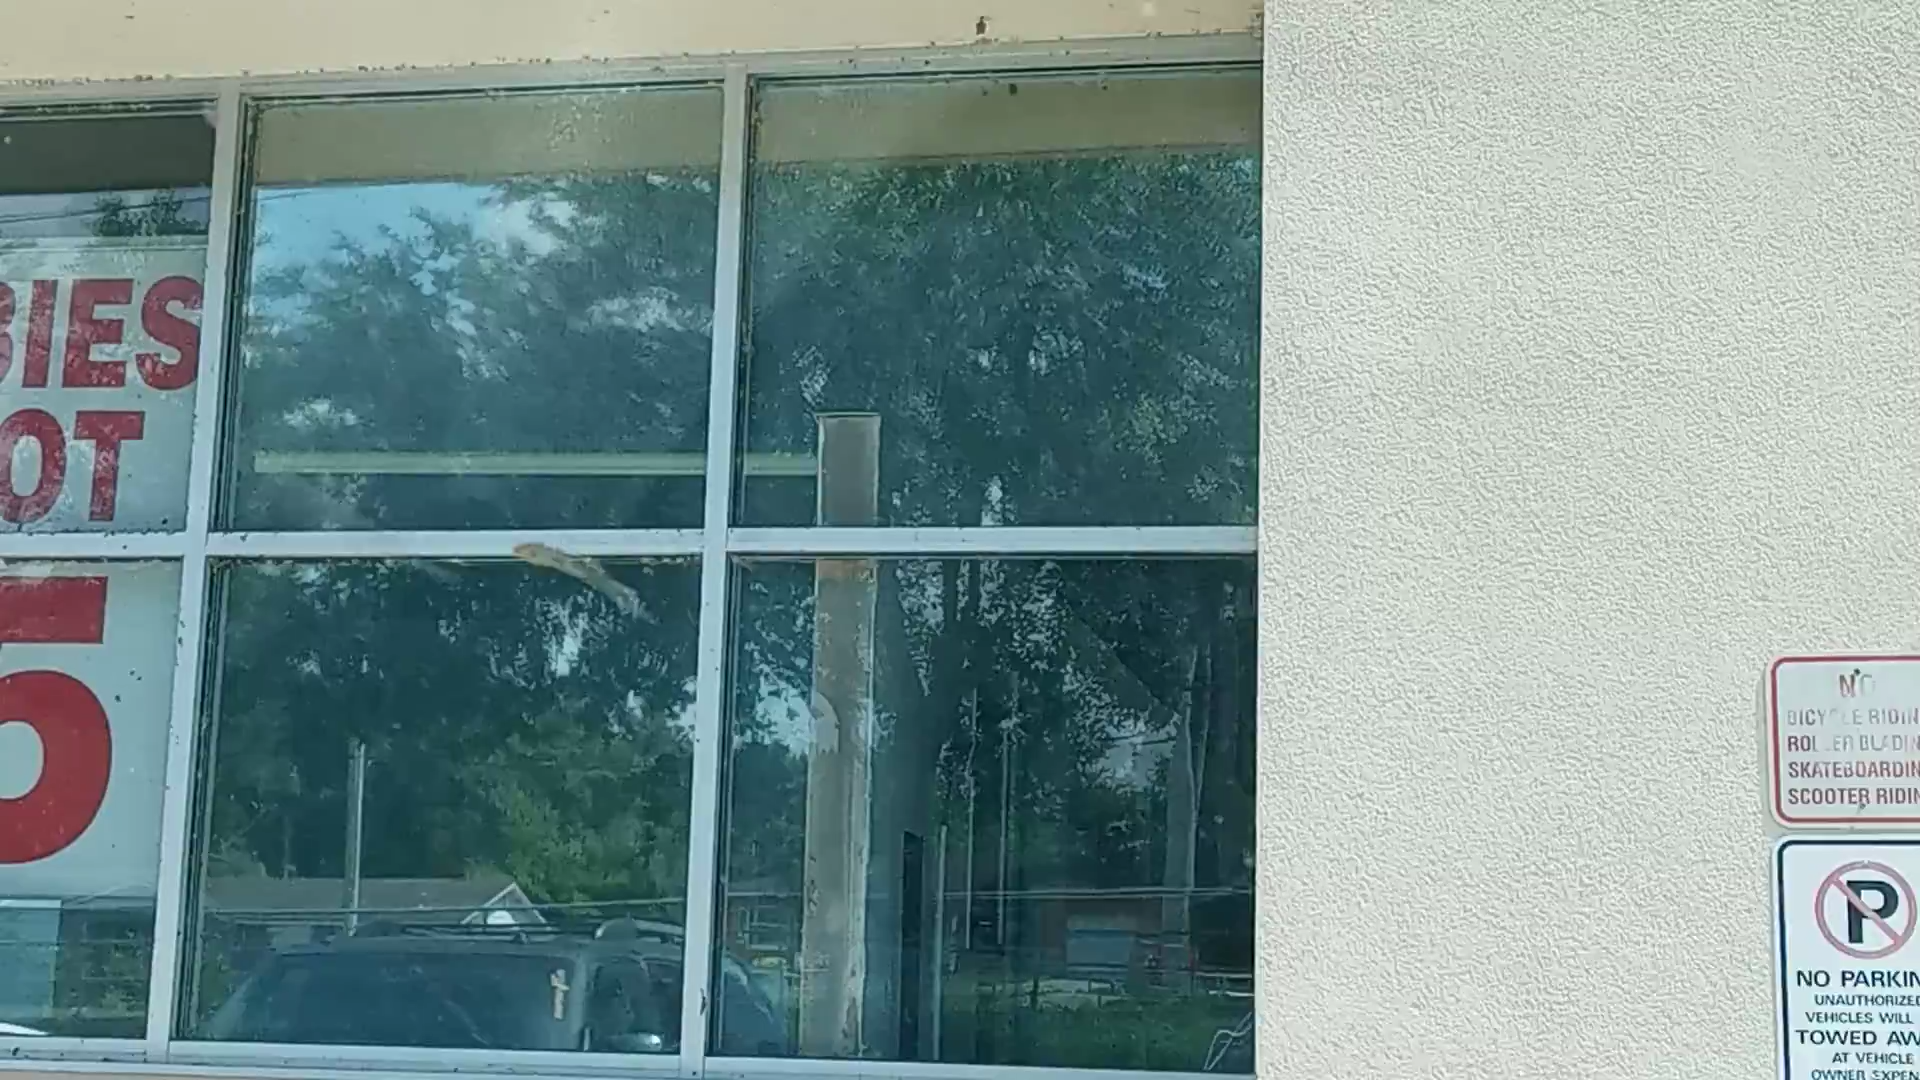 BIES
OT
5
NO
BICYCLE RIDIN
ROLLER BLADIN
SKATEBOARDIN
SCOOTER RIDIN
P
NO PARKIN
UNAUTHORIZED
VEHICLES WILL
TOWED AW
AT VEHICLE
OWNER EXPEN